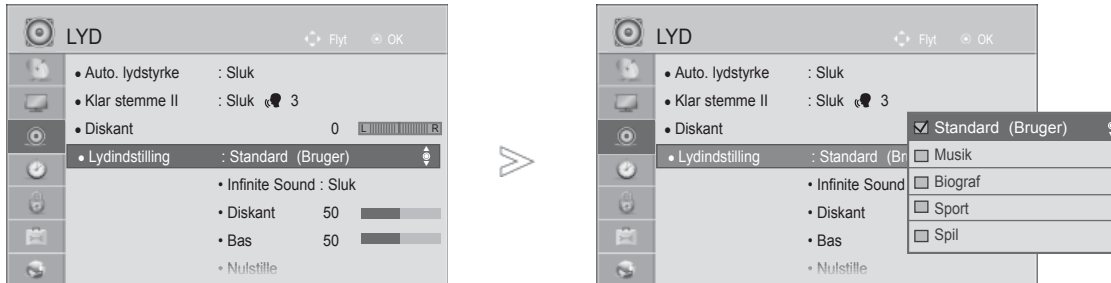 LYD Flyt OK
• Auto. lydstyrke : Sluk
• Klar stemme II : Sluk 3
• Diskant 0 L R
• Lydindstilling : Standard (Bruger)
• Infinite Sound : Sluk
• Diskant 50
• Bas 50
• Nulstille
LYD Flyt OK
• Auto. lydstyrke : Sluk
• Klar stemme II : Sluk 3
• Diskant
• Lydindstilling : Standard (Br
• Infinite Sound
• Diskant
• Bas
• Nulstille
Standard (Bruger)
Musik
Biograf
Sport
Spil